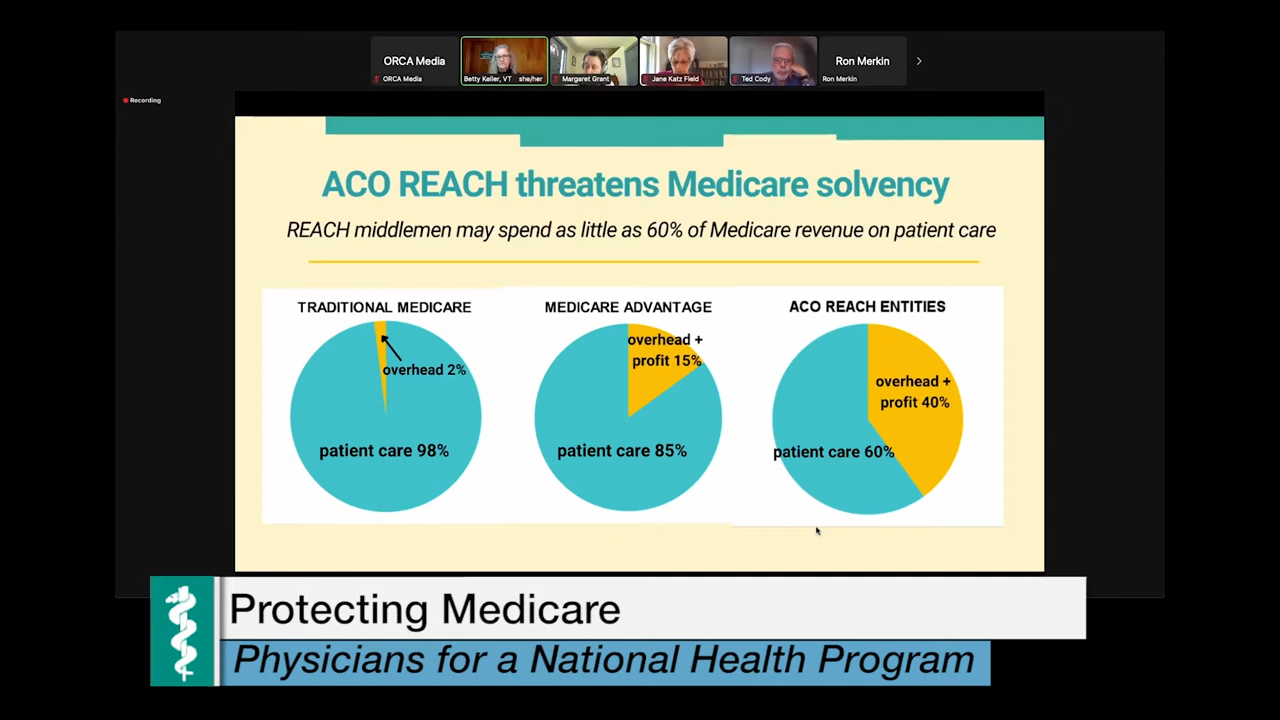 ORCA Media
Ron Merkin
ORCA Media
Betty Keller, VT she/her
Margaret Grant
Jane Katz Field
Ted Cody
Ron Merkin
Recording
ACO REACH threatens Medicare solvency
REACH middlemen may spend as little as 60% of Medicare revenue on patient care
TRADITIONAL MEDICARE
overhead 2%
patient care 98%
MEDICARE ADVANTAGE
overhead +
profit 15%
patient care 85%
ACO REACH ENTITIES
overhead +
profit 40%
patient care 60%
Protecting Medicare
Physicians for a National Health Program